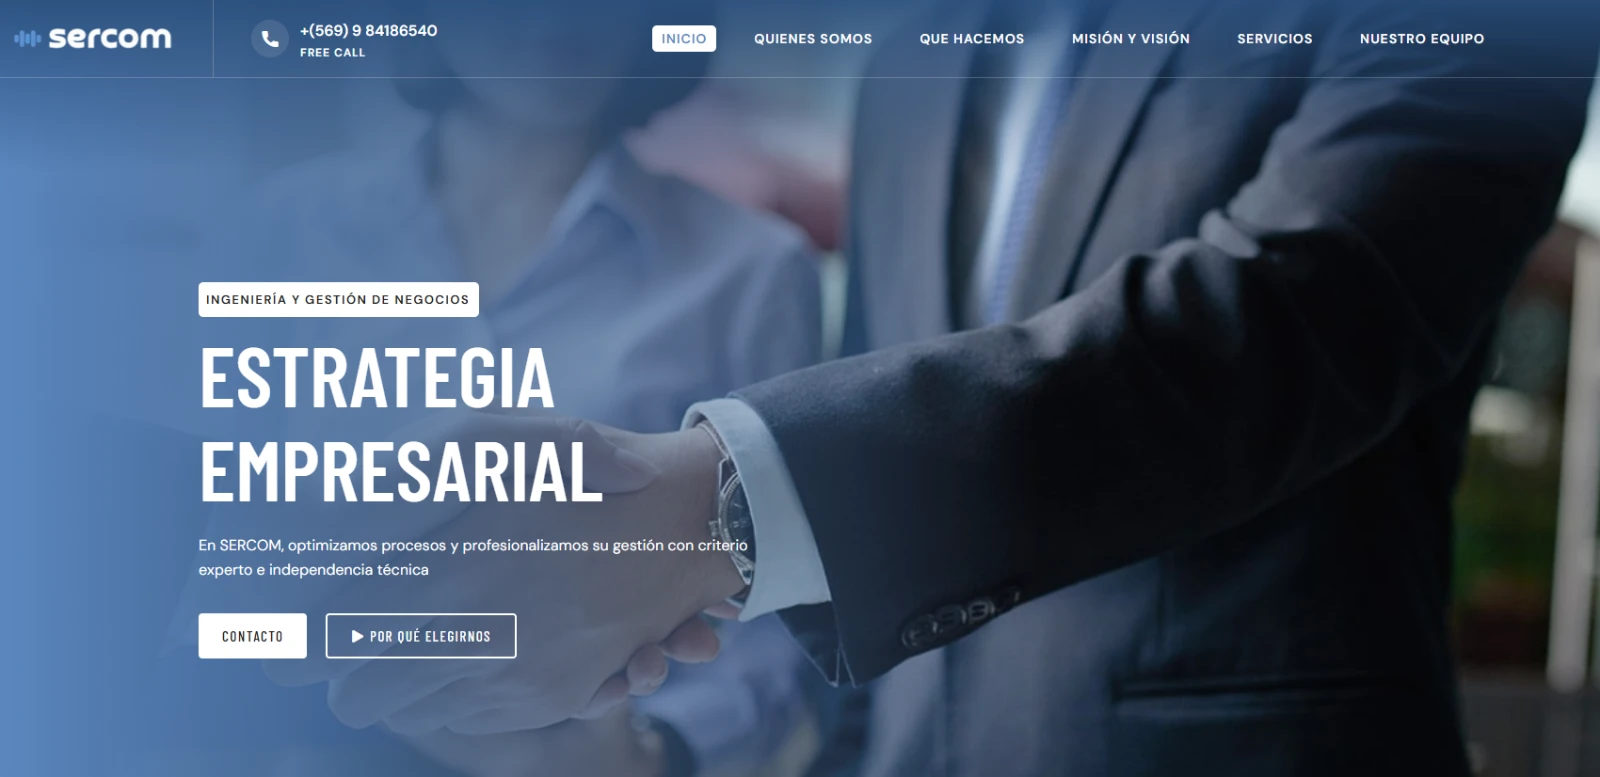 sercom
+(569) 9 84186540
FREE CALL
INICIO
QUIENES SOMOS
QUE HACEMOS
MISIÓN Y VISIÓN
SERVICIOS
NUESTRO EQUIPO
INGENIERÍA Y GESTIÓN DE NEGOCIOS
ESTRATEGIA
EMPRESARIAL
En SERCOM, optimizamos procesos y profesionalizamos su gestión con criterio
experto e independencia técnica
CONTACTO
POR QUÉ ELEGIRNOS